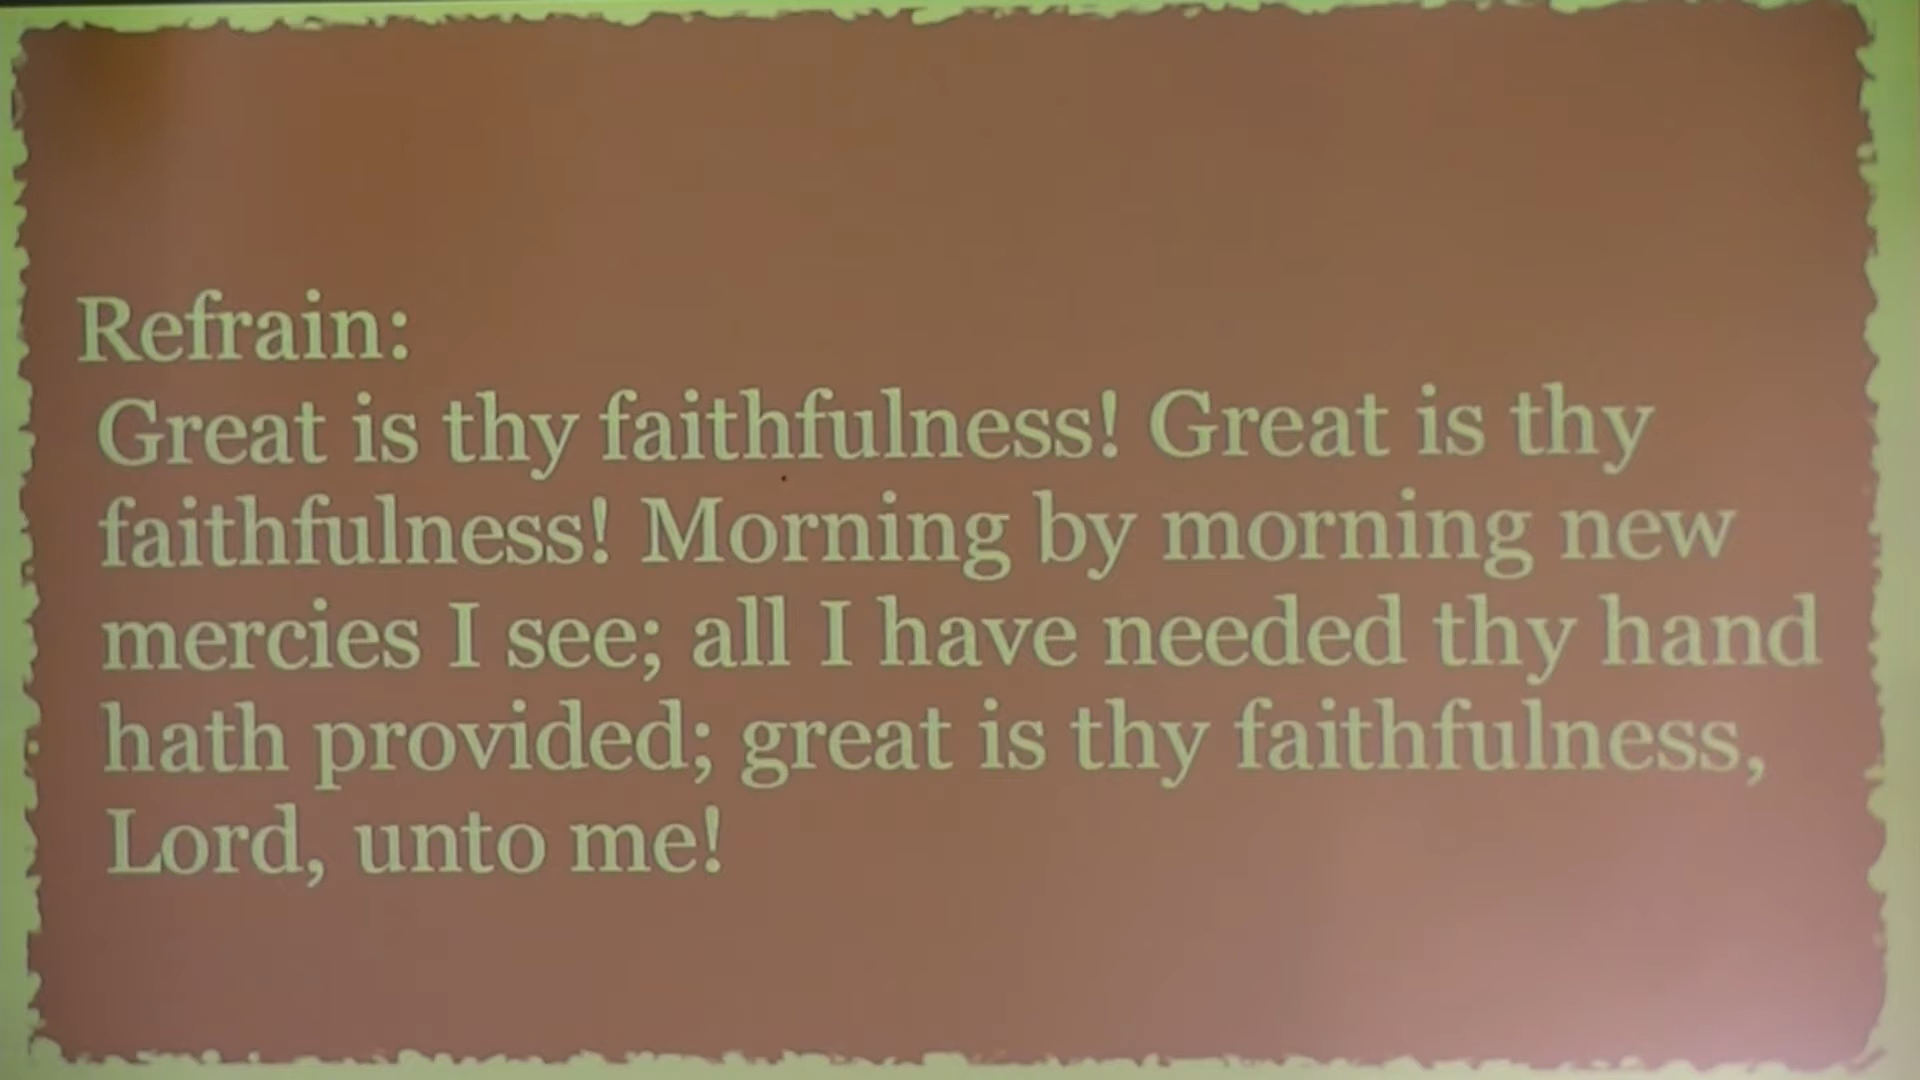 Refrain:
Great is thy faithfulness! Great is thy
faithfulness! Morning by morning new
mercies I see; all I have needed thy hand
hath provided; great is thy faithfulness,
Lord, unto me!